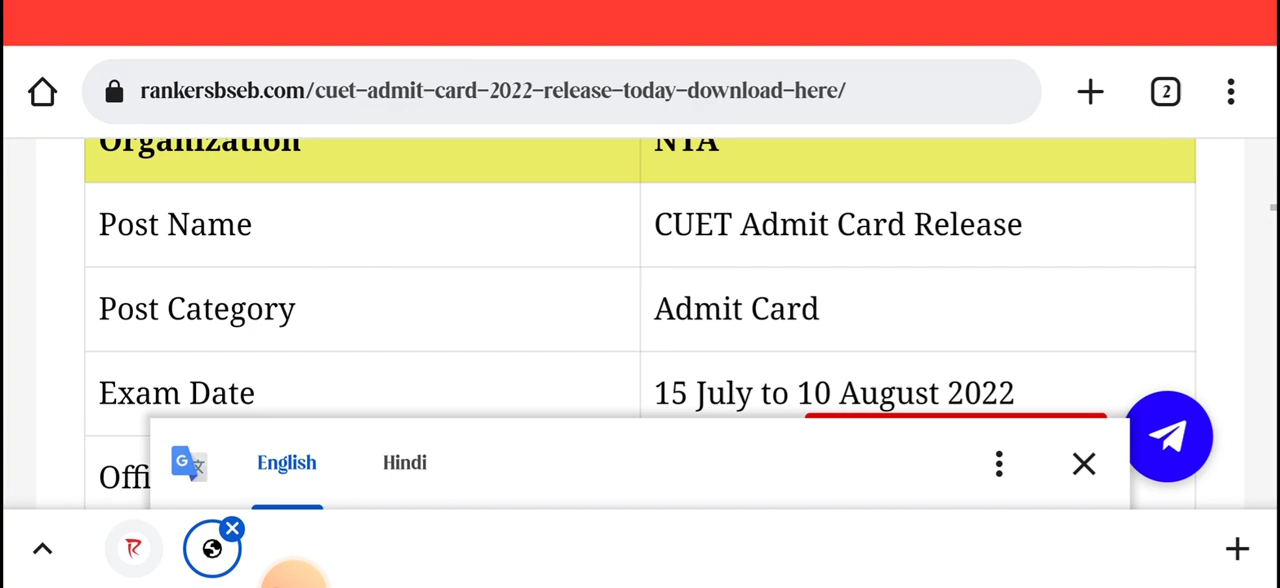 rankersbseb.com/cuet-admit-card-2022-release-today-download-here/
2
Organization NTA
Post Name CUET Admit Card Release
Post Category Admit Card
Exam Date 15 July to 10 August 2022
Offi
G English Hindi
R